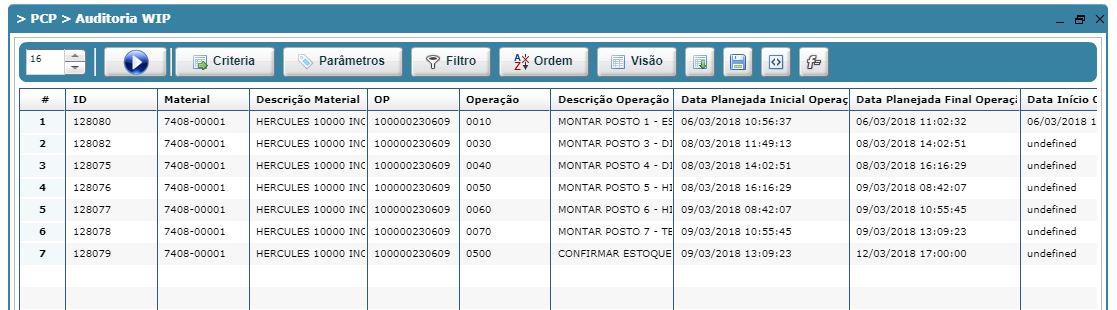 > PCP > Auditoria WIP
16 Criteria Parâmetros Filtro Ordem Visão
# ID Material Descrição Material OP Operação Descrição Operação Data Planejada Inicial Operaç Data Planejada Final Operaçi Data Início O
1 128080 7408-00001 HERCULES 10000 INC 100000230609 0010 MONTAR POSTO 1 - ES 06/03/2018 10:56:37 06/03/2018 11:02:32 06/03/2018 1
2 128082 7408-00001 HERCULES 10000 INC 100000230609 0030 MONTAR POSTO 3 - DI 08/03/2018 11:49:13 08/03/2018 14:02:51 undefined
3 128075 7408-00001 HERCULES 10000 INC 100000230609 0040 MONTAR POSTO 4 - DI 08/03/2018 14:02:51 08/03/2018 16:16:29 undefined
4 128076 7408-00001 HERCULES 10000 INC 100000230609 0050 MONTAR POSTO 5 - HI 08/03/2018 16:16:29 09/03/2018 08:42:07 undefined
5 128077 7408-00001 HERCULES 10000 INC 100000230609 0060 MONTAR POSTO 6 - HI 09/03/2018 08:42:07 09/03/2018 10:55:45 undefined
6 128078 7408-00001 HERCULES 10000 INC 100000230609 0070 MONTAR POSTO 7 - TE 09/03/2018 10:55:45 09/03/2018 13:09:23 undefined
7 128079 7408-00001 HERCULES 10000 INC 100000230609 0500 CONFIRMAR ESTOQUE 09/03/2018 13:09:23 12/03/2018 17:00:00 undefined